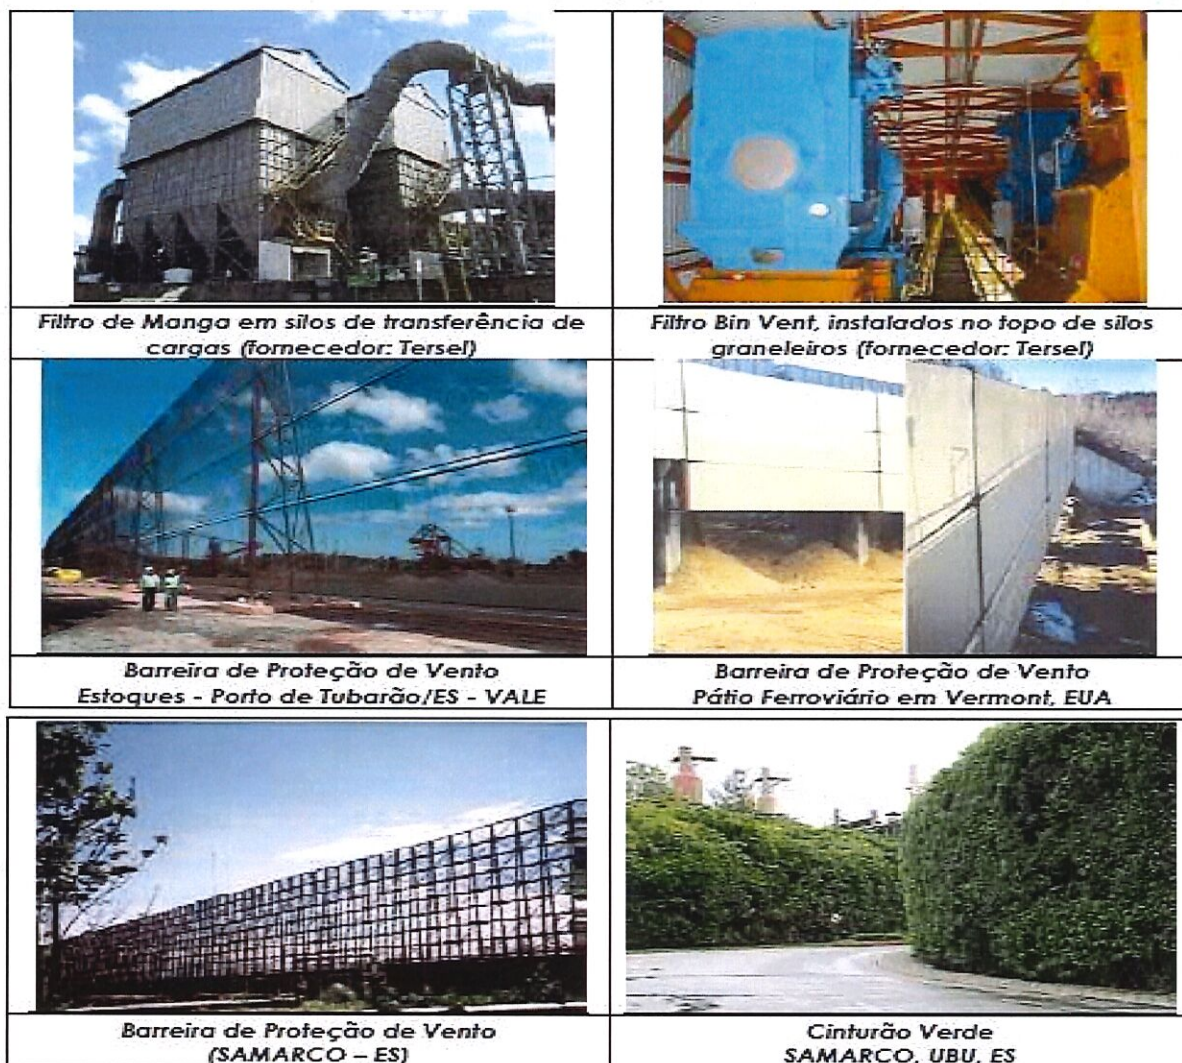 Filtro de Manga em silos de transferência de
cargas (fornecedor: Tersel)
Filtro Bin Vent, instalados no topo de silos
graneleiros (fornecedor: Tersel)
Barreira de Proteção de Vento
Estoques - Porto de Tubarão/ES - VALE
Barreira de Proteção de Vento
Pátio Ferroviário em Vermont, EUA
Barreira de Proteção de Vento
(SAMARCO – ES)
Cinturão Verde
SAMARCO, UBU, ES